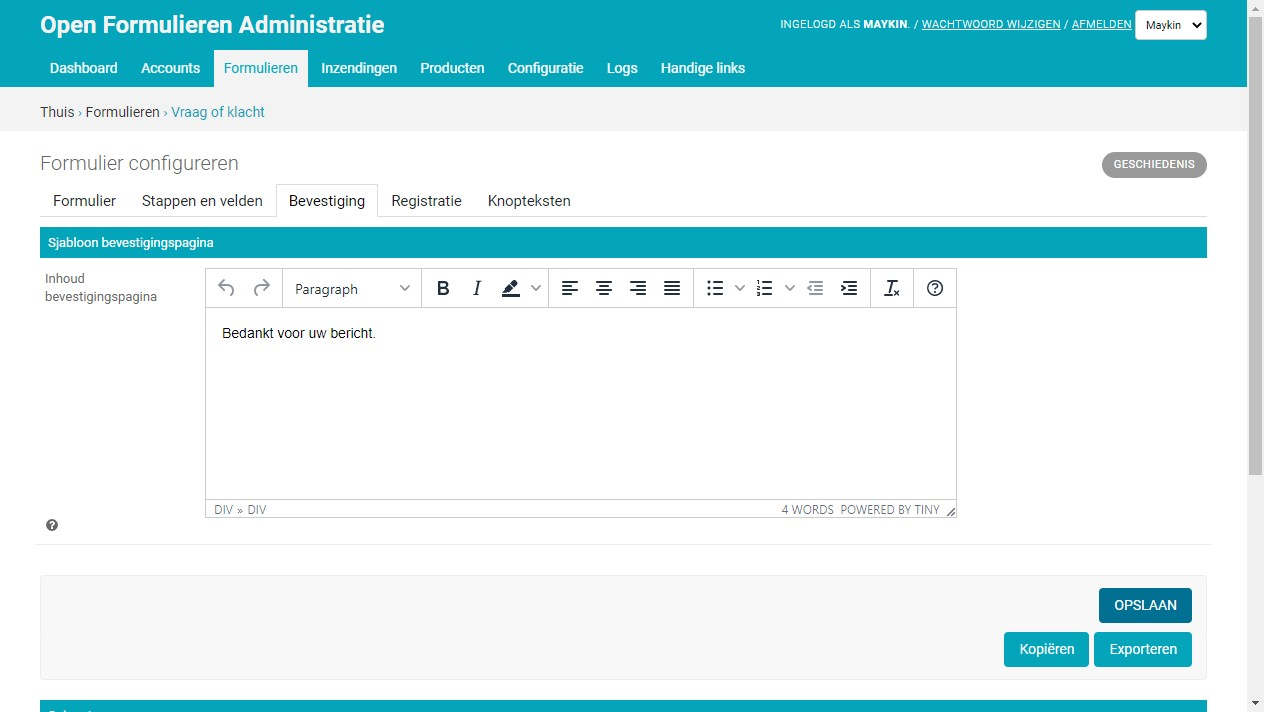 Open Formulieren Administratie
INGELOGD ALS MAYKIN. / WACHTWOORD WIJZIGEN / AFMELDEN Maykin
Dashboard Accounts Formulieren Inzendingen Producten Configuratie Logs Handige links
Thuis › Formulieren › Vraag of klacht
Formulier configureren
GESCHIEDENIS
Formulier Stappen en velden Bevestiging Registratie Knopteksten
Sjabloon bevestigingspagina
Inhoud
bevestigingspagina
Paragraph B I
Bedankt voor uw bericht.
DIV » DIV 4 WORDS POWERED BY TINY
OPSLAAN
Kopiëren Exporteren